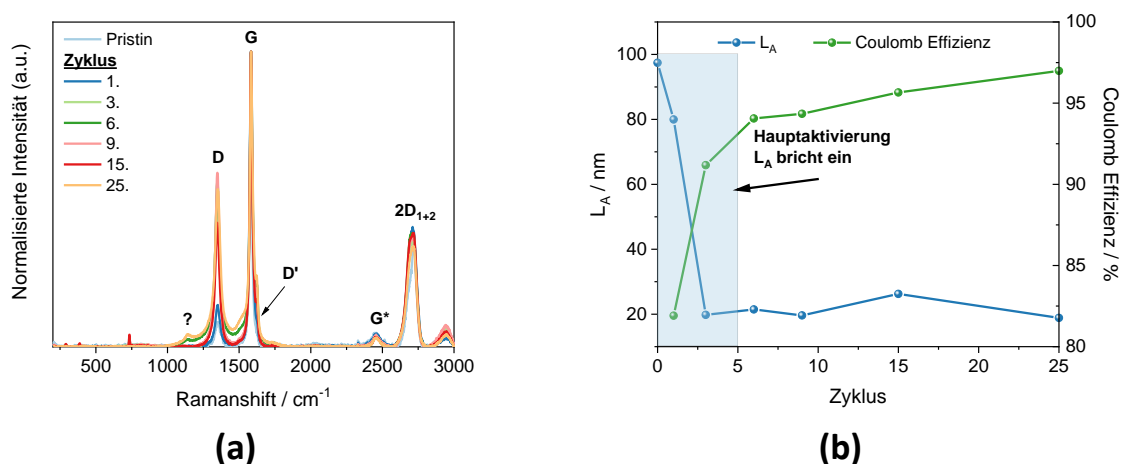 Normalisierte Intensität (a.u.)
Pristin
Zyklus
1.
3.
6.
9.
15.
25.
G
D
2D1+2
D'
?
G*
500
1000
1500
2000
2500
3000
Ramanshift / cm-1
(a)
LA / nm
100
80
60
40
20
LA
Coulomb Effizienz
Hauptaktivierung
LA bricht ein
0
5
10
15
20
25
Zyklus
100
95
90
85
80
Coulomb Effizienz / %
(b)